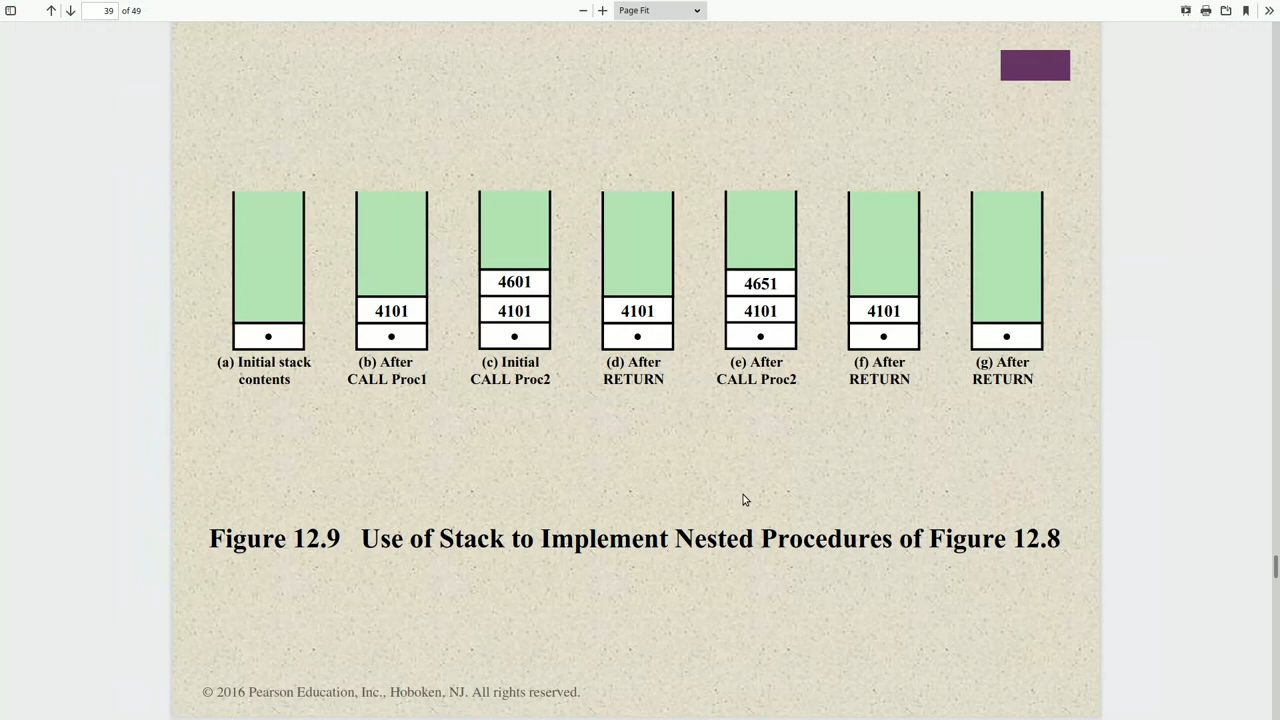 39 of 49
Page Fit
4601
4651
4101
4101
4101
4101
4101
(a) Initial stack contents
(b) After CALL Proc1
(c) Initial CALL Proc2
(d) After RETURN
(e) After CALL Proc2
(f) After RETURN
(g) After RETURN
Figure 12.9 Use of Stack to Implement Nested Procedures of Figure 12.8
© 2016 Pearson Education, Inc., Hoboken, NJ. All rights reserved.